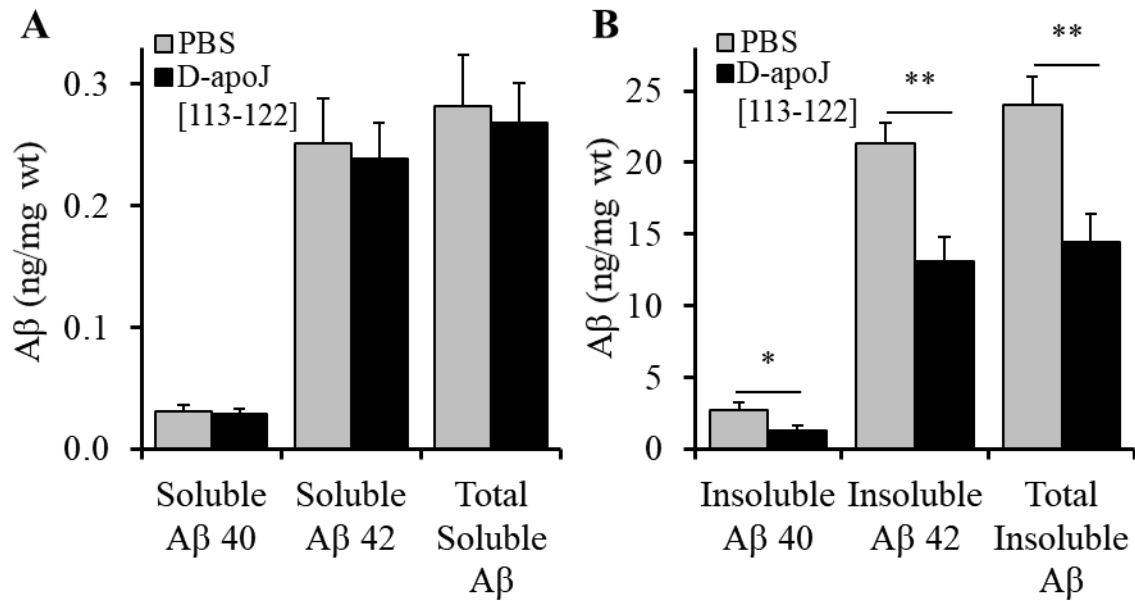 A
PBS
D-apoJ
[113-122]
Aβ (ng/mg wt)
0.3
0.2
0.1
0.0
Soluble Aβ 40
Soluble Aβ 42
Total Soluble Aβ
B
PBS
D-apoJ
[113-122]
**
**
*
Aβ (ng/mg wt)
25
20
15
10
5
0
Insoluble Aβ 40
Insoluble Aβ 42
Total Insoluble Aβ